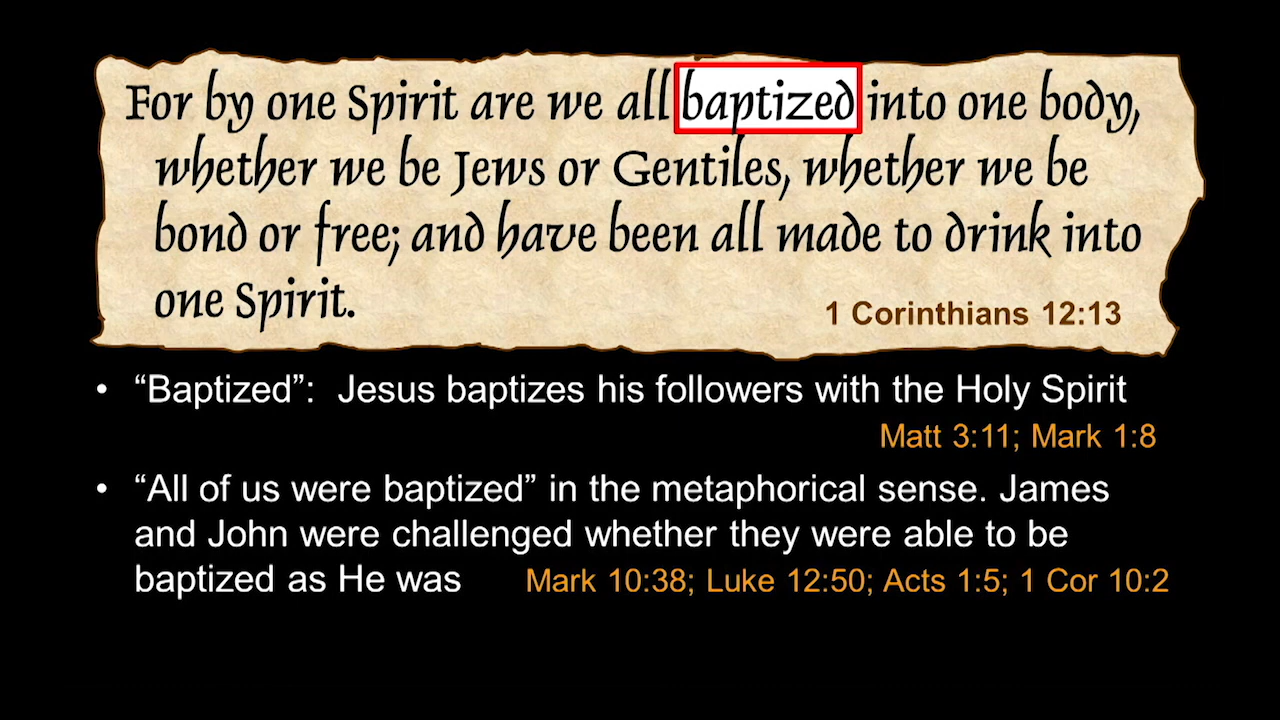 For by one Spirit are we all baptized into one body,
whether we be Jews or Gentiles, whether we be
bond or free; and have been all made to drink into
one Spirit.
1 Corinthians 12:13
• “Baptized”:  Jesus baptizes his followers with the Holy Spirit
Matt 3:11; Mark 1:8
• “All of us were baptized” in the metaphorical sense. James
and John were challenged whether they were able to be
baptized as He was
Mark 10:38; Luke 12:50; Acts 1:5; 1 Cor 10:2